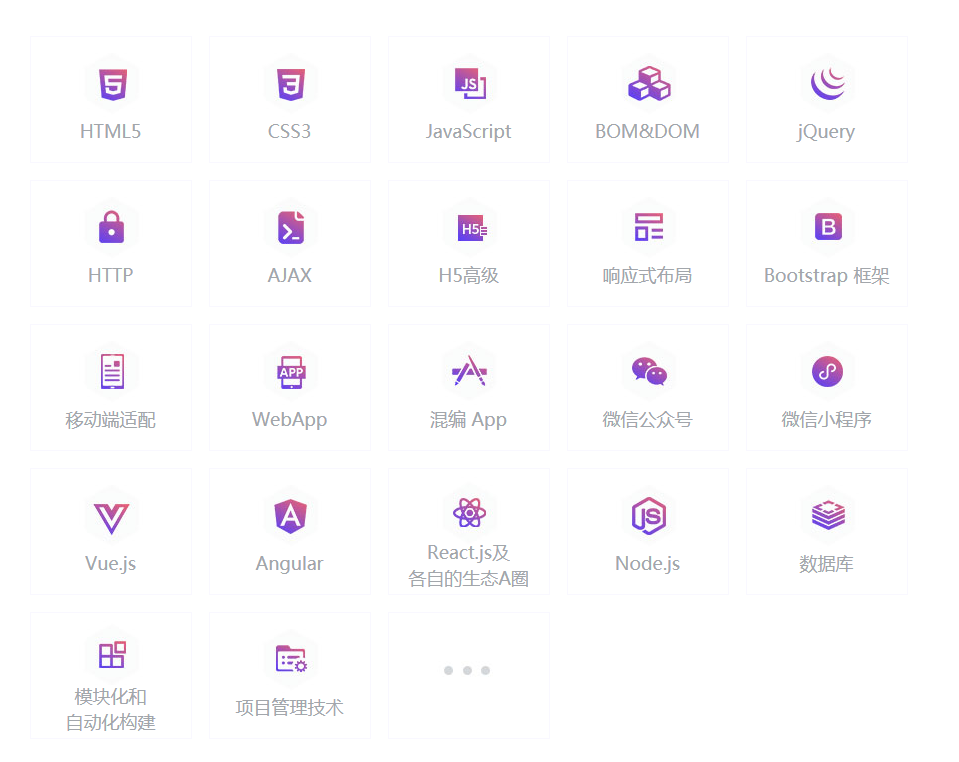 HTML5
CSS3
JS
JavaScript
BOM&DOM
jQuery
HTTP
AJAX
H5
H5高级
响应式布局
B
Bootstrap 框架
移动端适配
APP
WebApp
混编 App
微信公众号
微信小程序
Vue.js
Angular
React.js及
各自的生态A圈
JS
Node.js
数据库
模块化和
自动化构建
项目管理技术